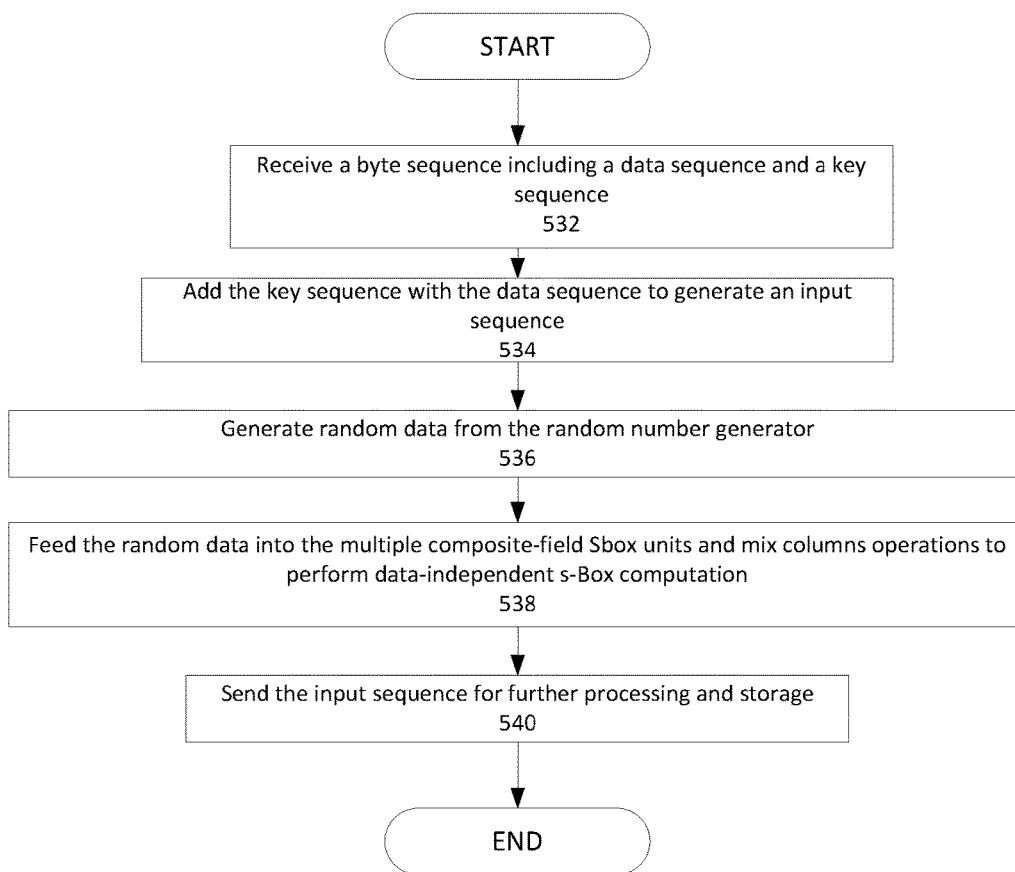 START
Receive a byte sequence including a data sequence and a key
sequence
532
Add the key sequence with the data sequence to generate an input
sequence
534
Generate random data from the random number generator
536
Feed the random data into the multiple composite-field Sbox units and mix columns operations to
perform data-independent s-Box computation
538
Send the input sequence for further processing and storage
540
END